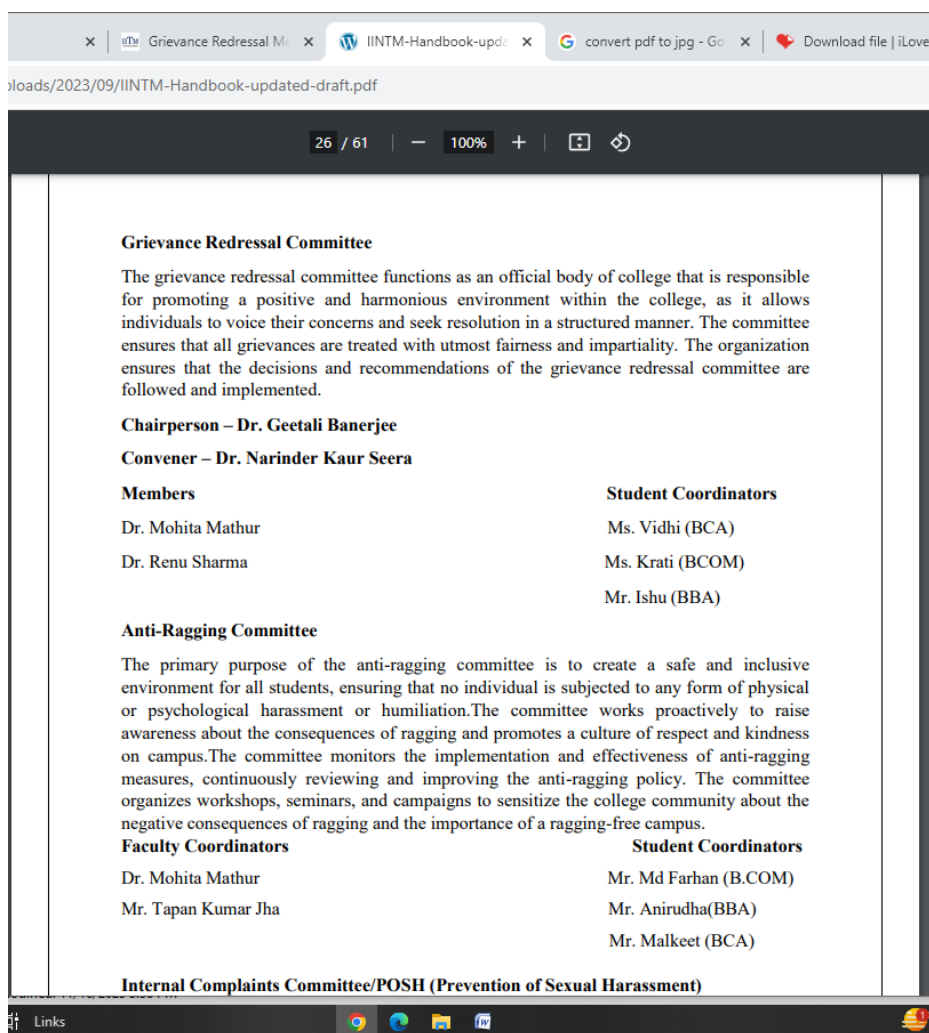 Grievance Redressal Me
IINTM-Handbook-upda
convert pdf to jpg - Go
Download file | iLove
loads/2023/09/IINTM-Handbook-updated-draft.pdf
26 / 61
100%
Grievance Redressal Committee
The grievance redressal committee functions as an official body of college that is responsible
for promoting a positive and harmonious environment within the college, as it allows
individuals to voice their concerns and seek resolution in a structured manner. The committee
ensures that all grievances are treated with utmost fairness and impartiality. The organization
ensures that the decisions and recommendations of the grievance redressal committee are
followed and implemented.
Chairperson – Dr. Geetali Banerjee
Convener – Dr. Narinder Kaur Seera
Members Student Coordinators
Dr. Mohita Mathur Ms. Vidhi (BCA)
Dr. Renu Sharma Ms. Krati (BCOM)
Mr. Ishu (BBA)
Anti-Ragging Committee
The primary purpose of the anti-ragging committee is to create a safe and inclusive
environment for all students, ensuring that no individual is subjected to any form of physical
or psychological harassment or humiliation.The committee works proactively to raise
awareness about the consequences of ragging and promotes a culture of respect and kindness
on campus.The committee monitors the implementation and effectiveness of anti-ragging
measures, continuously reviewing and improving the anti-ragging policy. The committee
organizes workshops, seminars, and campaigns to sensitize the college community about the
negative consequences of ragging and the importance of a ragging-free campus.
Faculty Coordinators Student Coordinators
Dr. Mohita Mathur Mr. Md Farhan (B.COM)
Mr. Tapan Kumar Jha Mr. Anirudha(BBA)
Mr. Malkeet (BCA)
Internal Complaints Committee/POSH (Prevention of Sexual Harassment)
Links
1